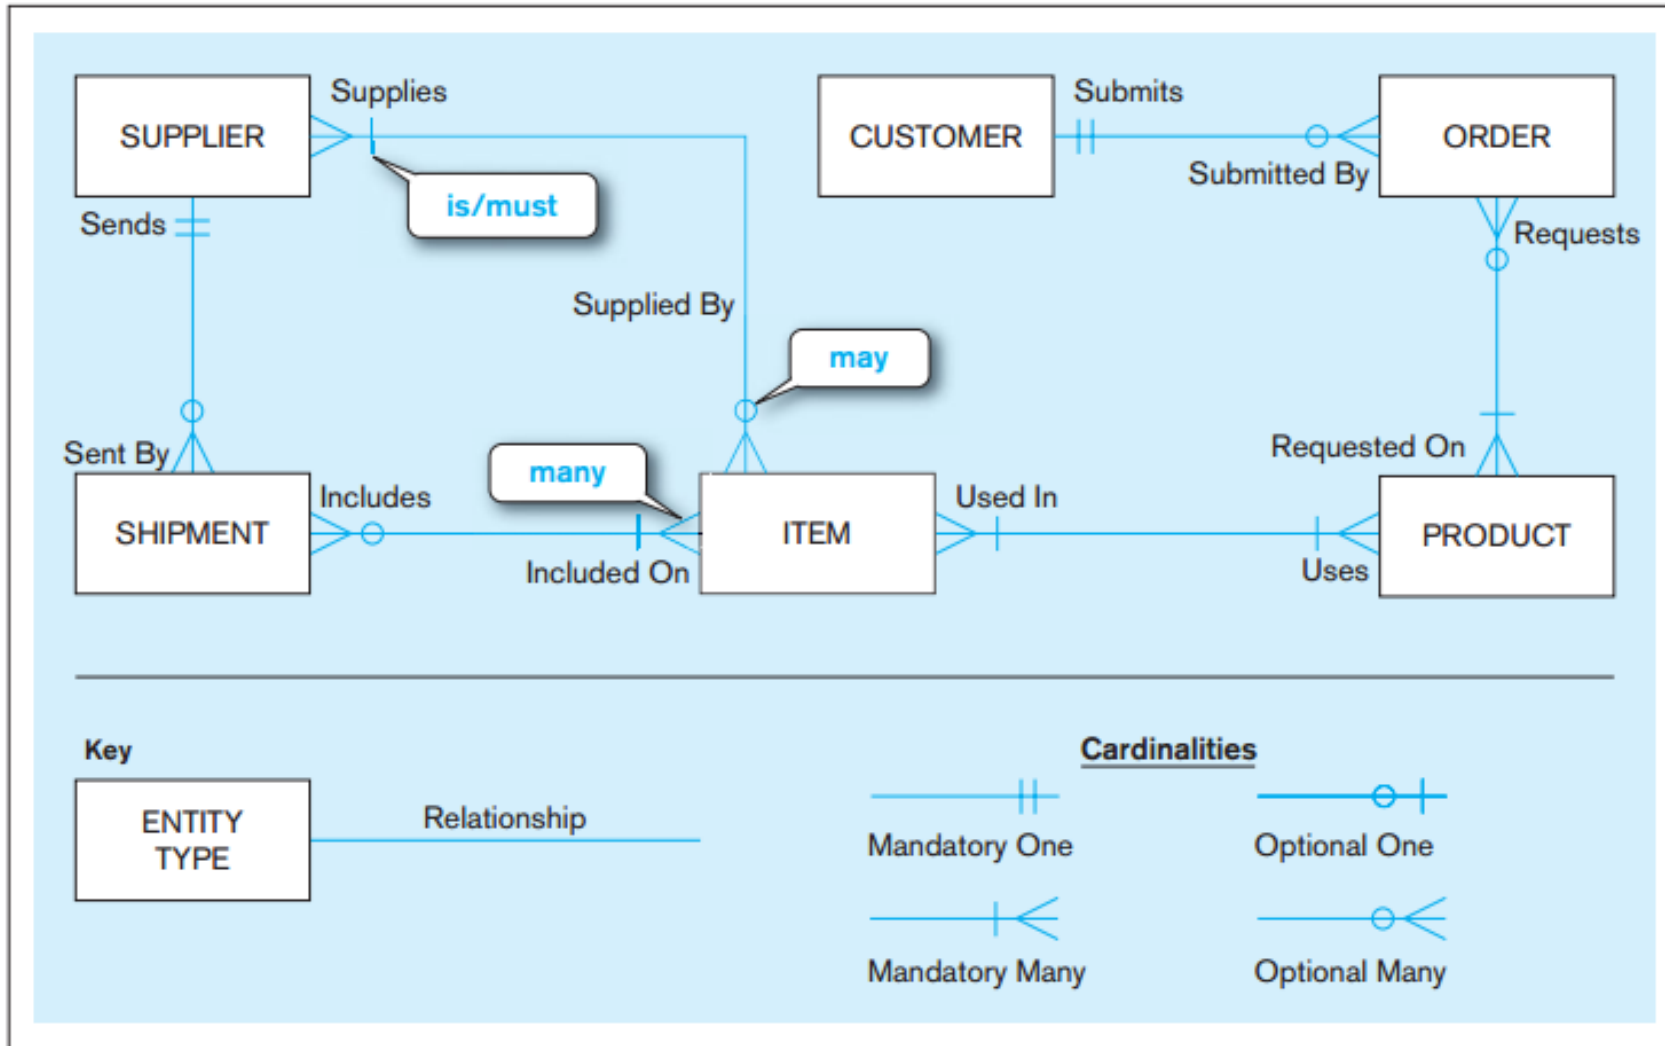 Supplies
Submits
SUPPLIER
CUSTOMER
ORDER
Submitted By
is/must
Sends
Requests
Supplied By
may
Sent By
many
Requested On
Includes
Used In
SHIPMENT
ITEM
PRODUCT
Included On
Uses
Key
Cardinalities
ENTITY
TYPE
Relationship
Mandatory One
Optional One
Mandatory Many
Optional Many